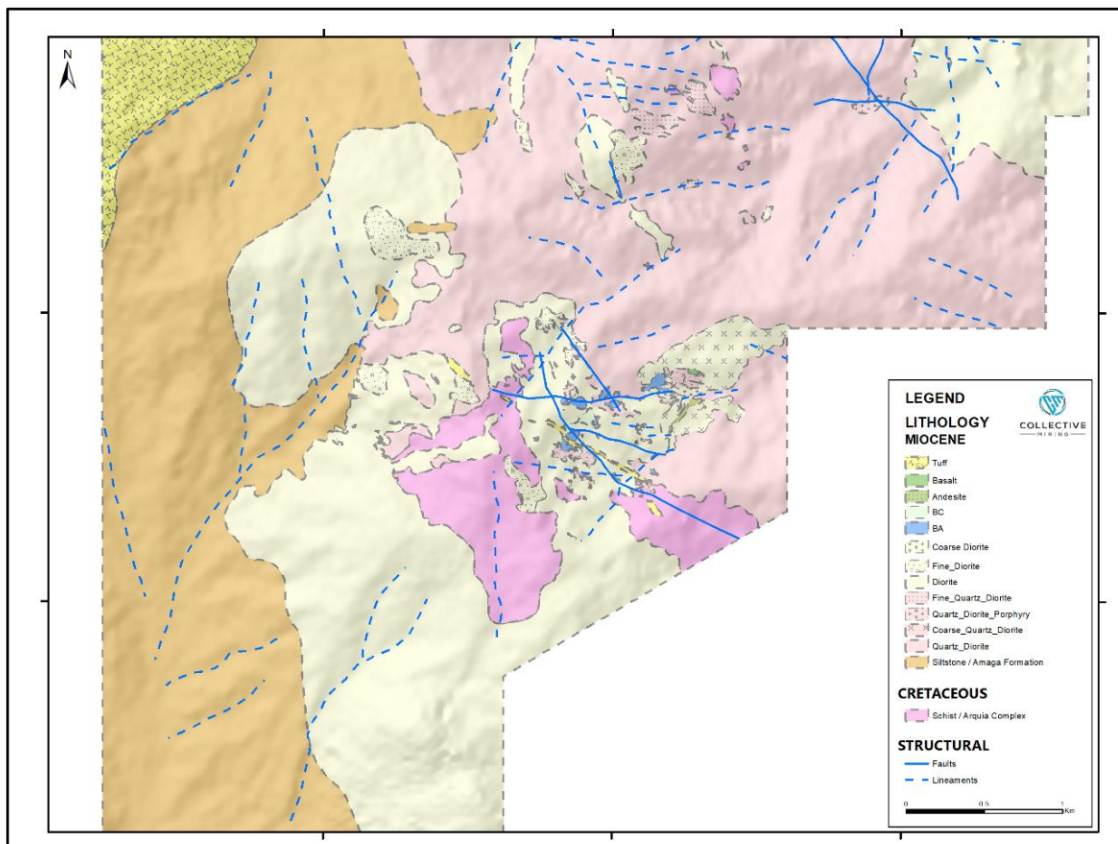 N
LEGEND
LITHOLOGY
MIOCENE
COLLECTIVE
MINING
Tuff
Basalt
Andesite
BC
BA
Coarse Diorite
Fine_Diorite
Diorite
Fine_Quartz_Diorite
Quartz_Diorite_Porphyry
Coarse_Quartz_Diorite
Quartz_Diorite
Siltstone / Amaga Formation
CRETACEOUS
Schist / Arquia Complex
STRUCTURAL
Faults
Lineaments
0 0.5 1
Km